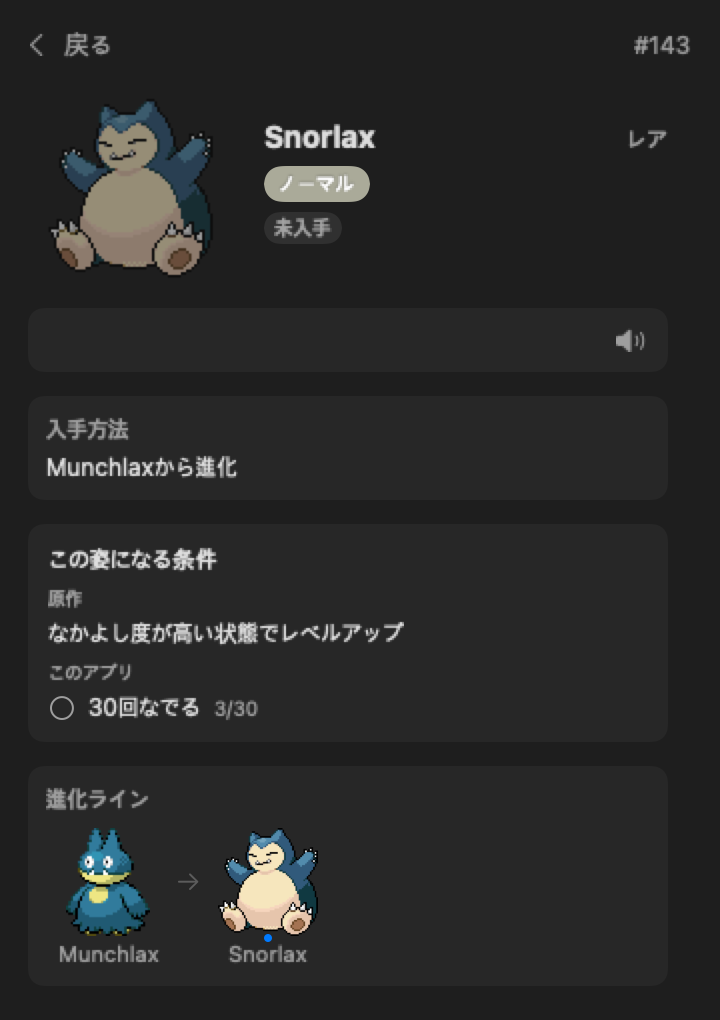 戻る
#143
Snorlax
レア
ノーマル
未入手
入手方法
Munchlaxから進化
この姿になる条件
原作
なかよし度が高い状態でレベルアップ
このアプリ
30回なでる 3/30
進化ライン
Munchlax
Snorlax